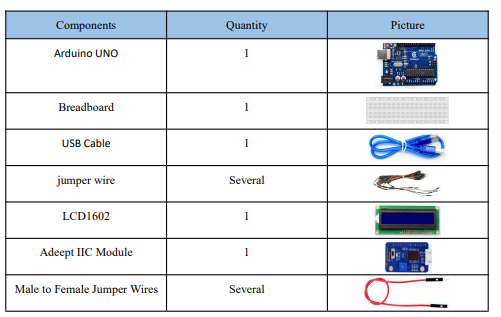 Components Quantity Picture
Arduino UNO 1
Breadboard 1
USB Cable 1
jumper wire Several
LCD1602 1
Adeept IIC Module 1
Male to Female Jumper Wires Several